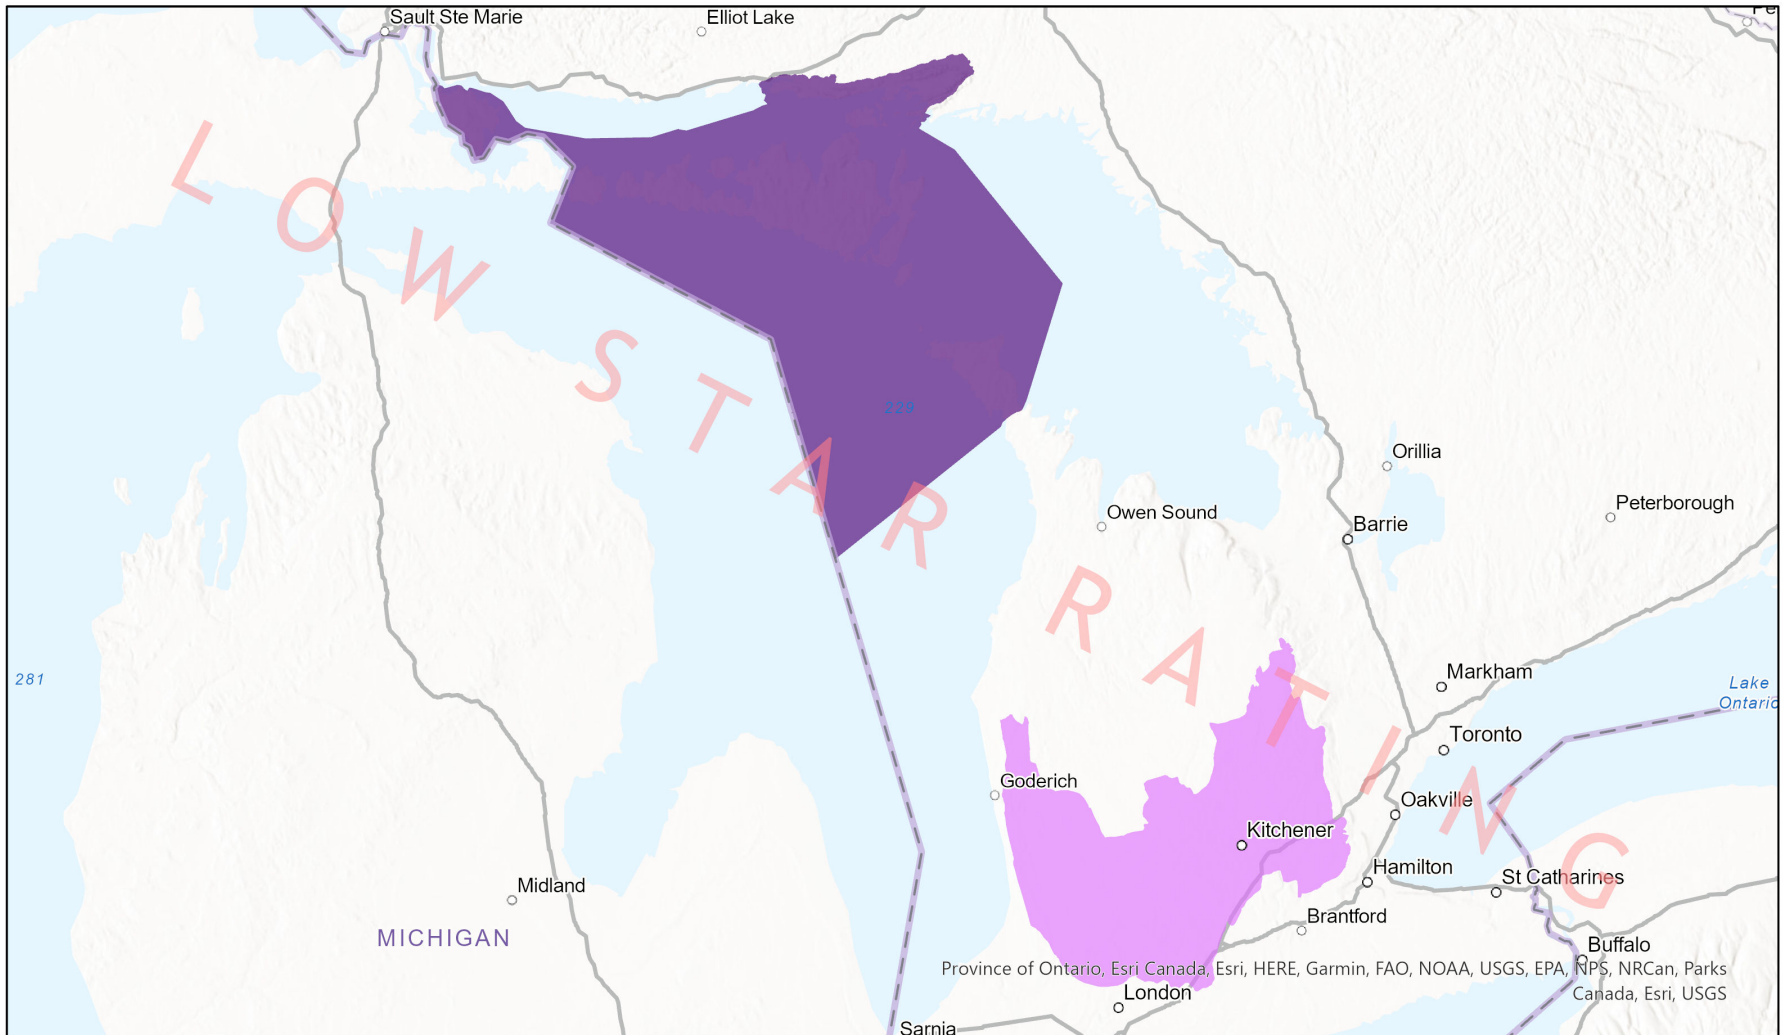 Sault Ste Marie
Elliot Lake
Pe
LOW STAR RATING
229
Orillia
Peterborough
Owen Sound
Barrie
281
Markham
Lake
Ontario
Toronto
Goderich
Oakville
Kitchener
Hamilton
St Catharines
Midland
Brantford
MICHIGAN
Buffalo
Province of Ontario, Esri Canada, Esri, HERE, Garmin, FAO, NOAA, USGS, EPA, NPS, NRCan, Parks
Canada, Esri, USGS
London
Sarnia